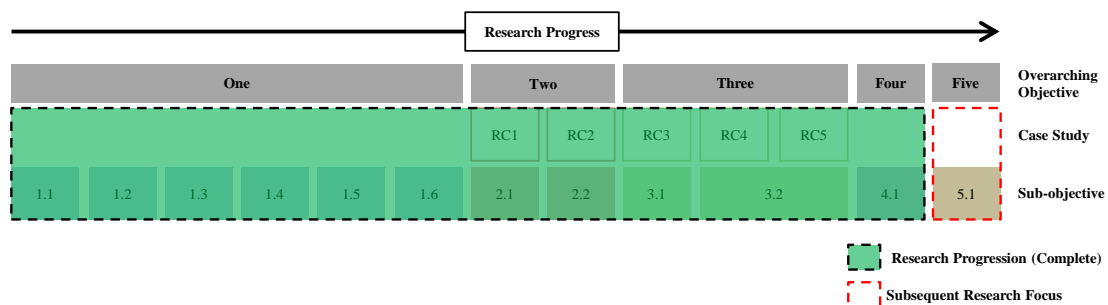 Research Progress
One Two Three Four Five Overarching
Objective
RC1 RC2 RC3 RC4 RC5 Case Study
1.1 1.2 1.3 1.4 1.5 1.6 2.1 2.2 3.1 3.2 4.1 5.1 Sub-objective
Research Progression (Complete)
Subsequent Research Focus